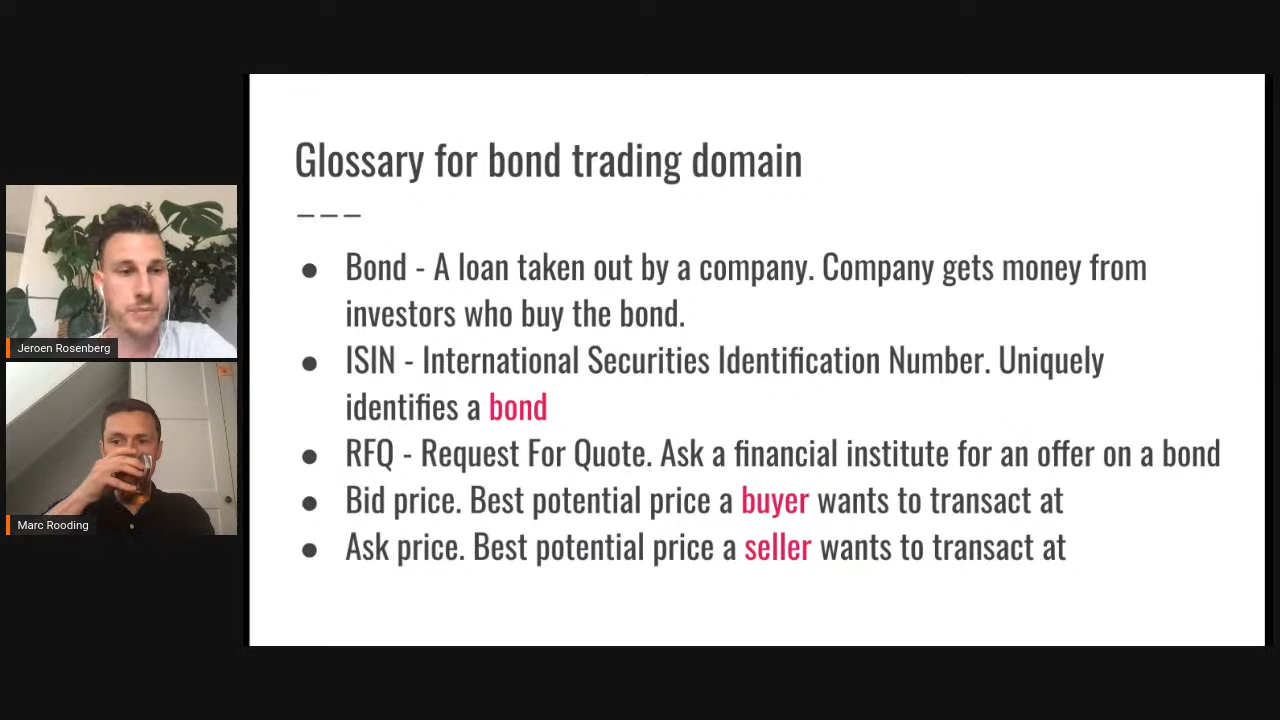 Glossary for bond trading domain
● Bond - A loan taken out by a company. Company gets money from
investors who buy the bond.
● ISIN - International Securities Identification Number. Uniquely
identifies a bond
● RFQ - Request For Quote. Ask a financial institute for an offer on a bond
● Bid price. Best potential price a buyer wants to transact at
● Ask price. Best potential price a seller wants to transact at
Jeroen Rosenberg
Marc Rooding